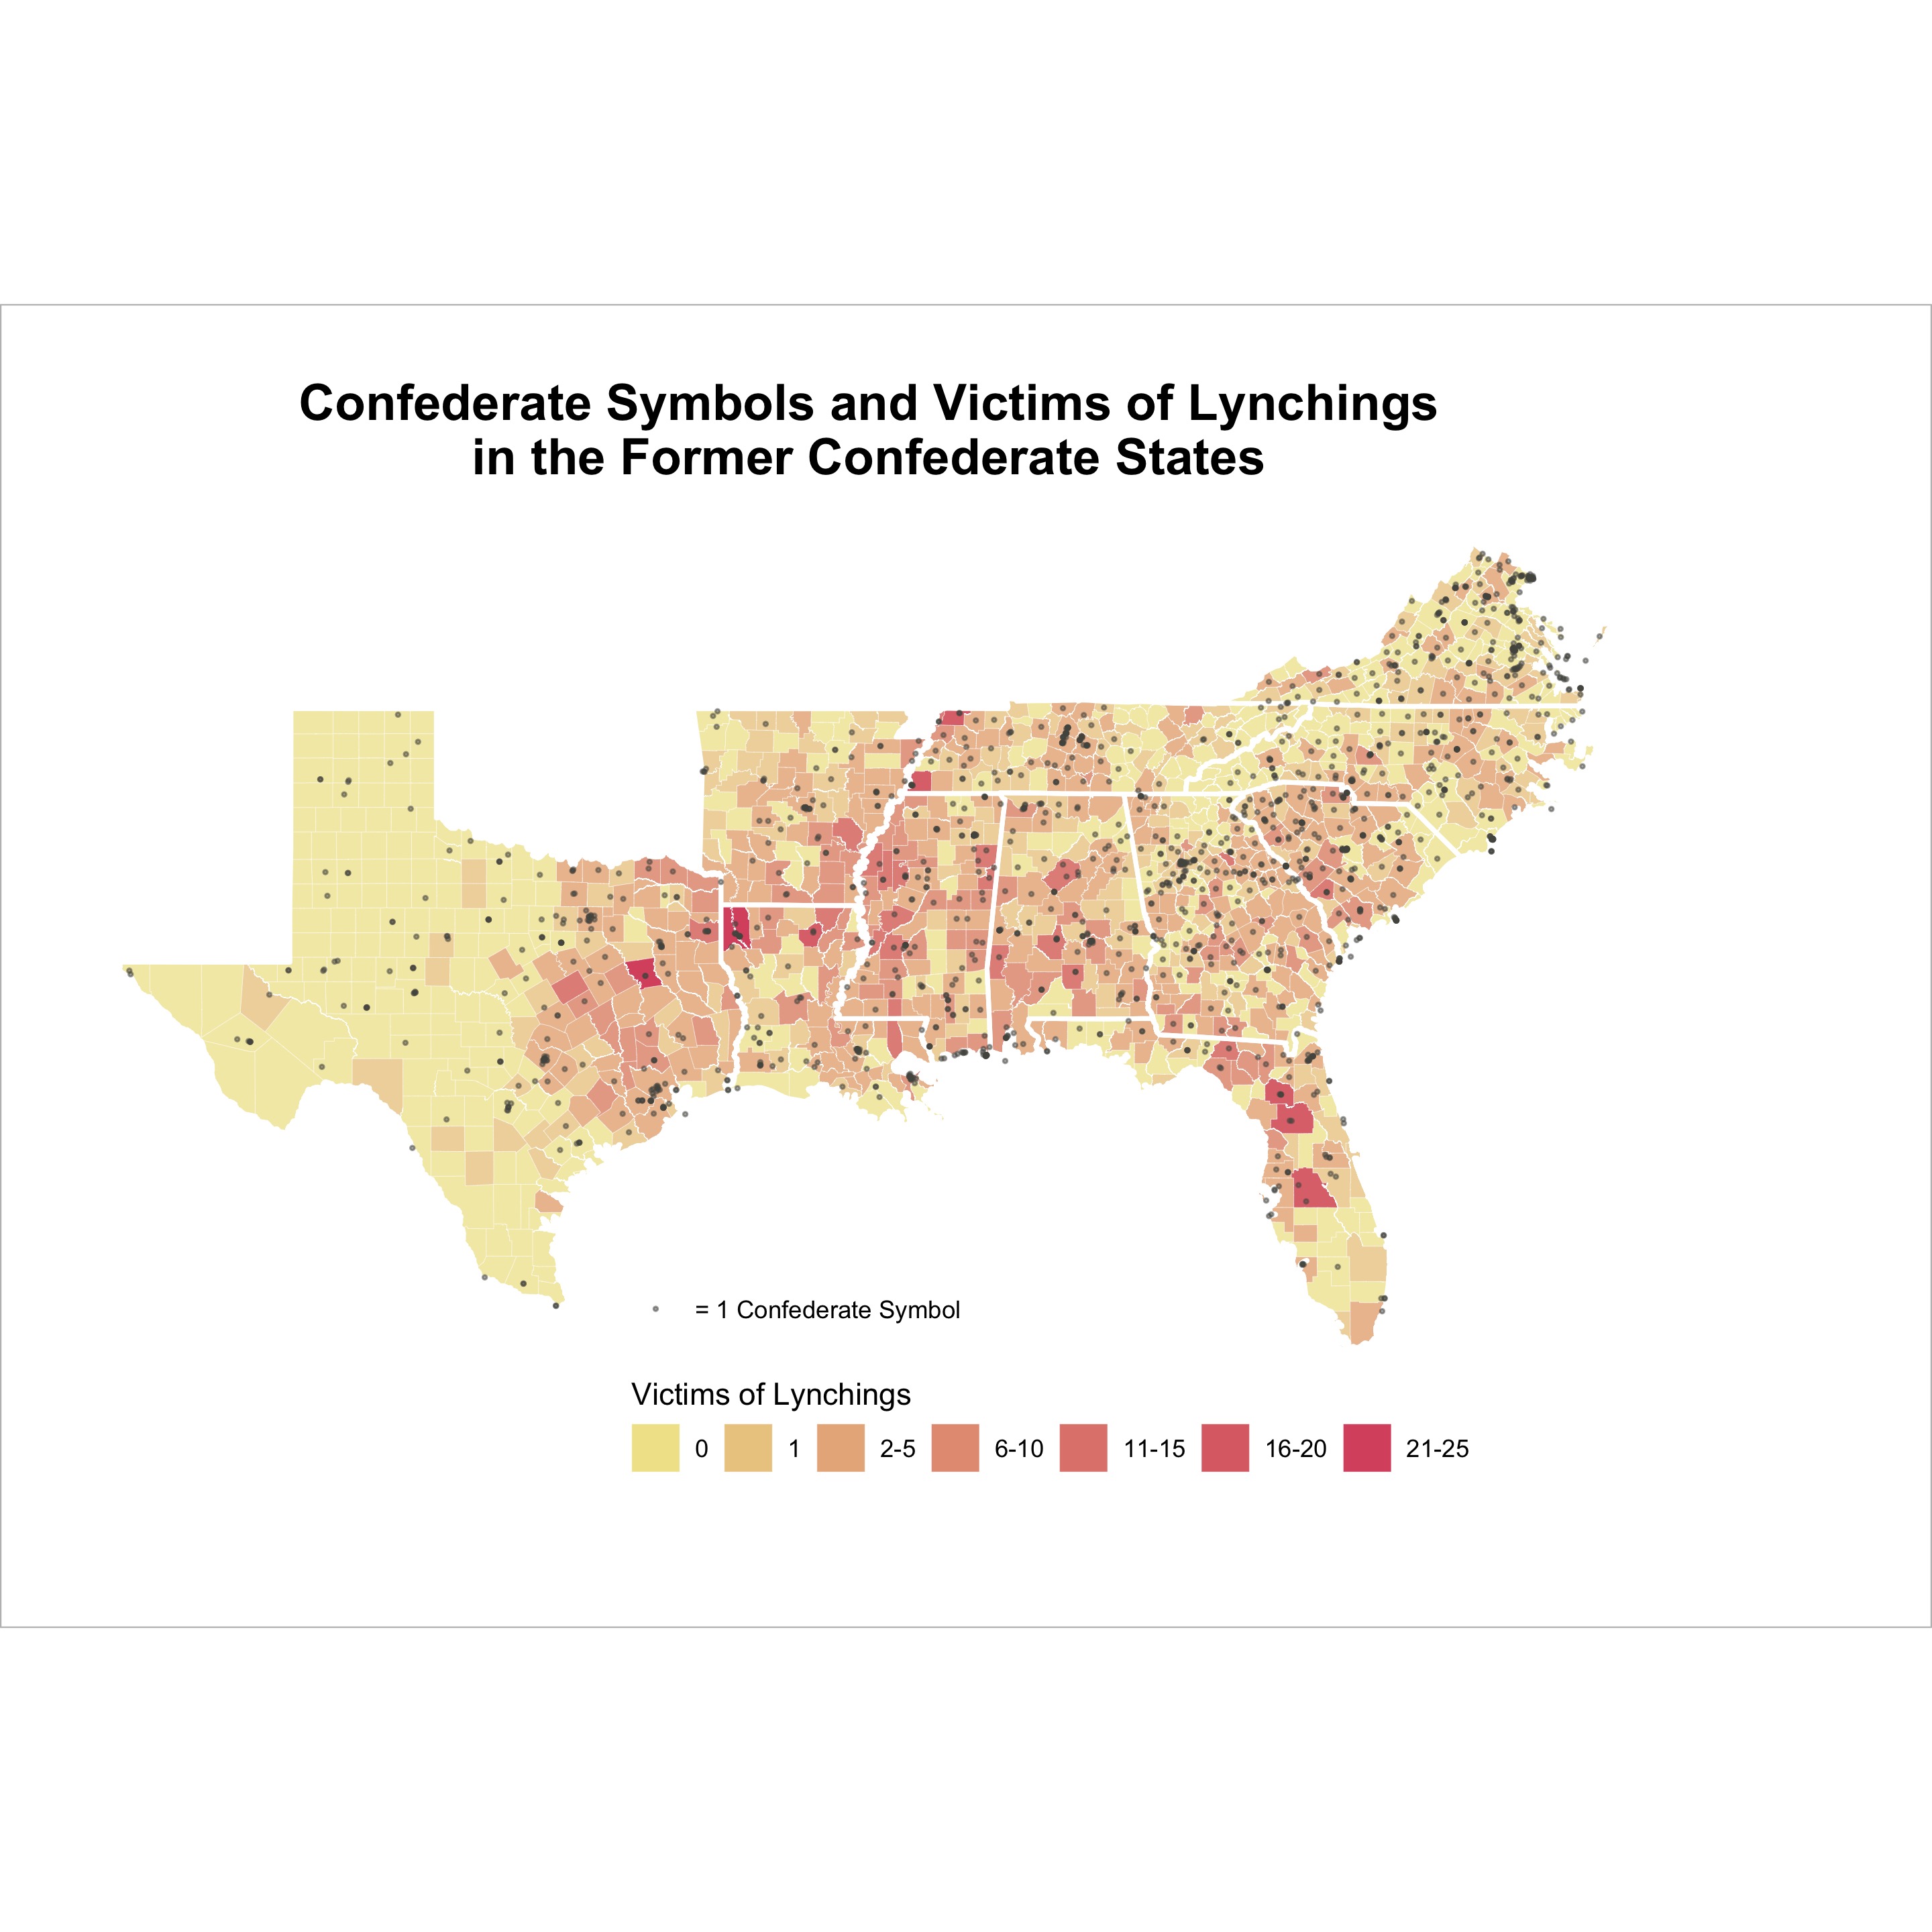 Confederate Symbols and Victims of Lynchings
in the Former Confederate States
= 1 Confederate Symbol
Victims of Lynchings
0 1 2-5 6-10 11-15 16-20 21-25